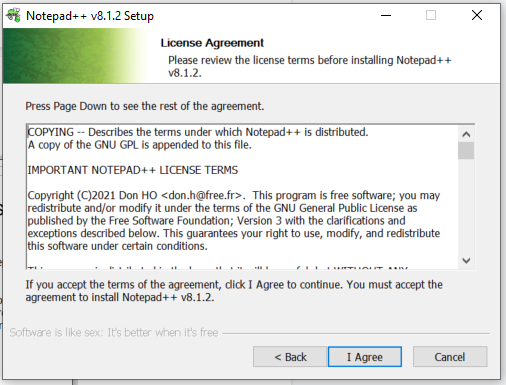 Notepad++ v8.1.2 Setup
License Agreement
Please review the license terms before installing Notepad++
v8.1.2.
Press Page Down to see the rest of the agreement.
COPYING -- Describes the terms under which Notepad++ is distributed.
A copy of the GNU GPL is appended to this file.
IMPORTANT NOTEPAD++ LICENSE TERMS
Copyright (C)2021 Don HO <don.h@free.fr>.  This program is free software; you may
redistribute and/or modify it under the terms of the GNU General Public License as
published by the Free Software Foundation; Version 3 with the clarifications and
exceptions described below. This guarantees your right to use, modify, and redistribute
this software under certain conditions.
If you accept the terms of the agreement, click I Agree to continue. You must accept the
agreement to install Notepad++ v8.1.2.
Software is like sex: It's better when it's free
< Back
I Agree
Cancel